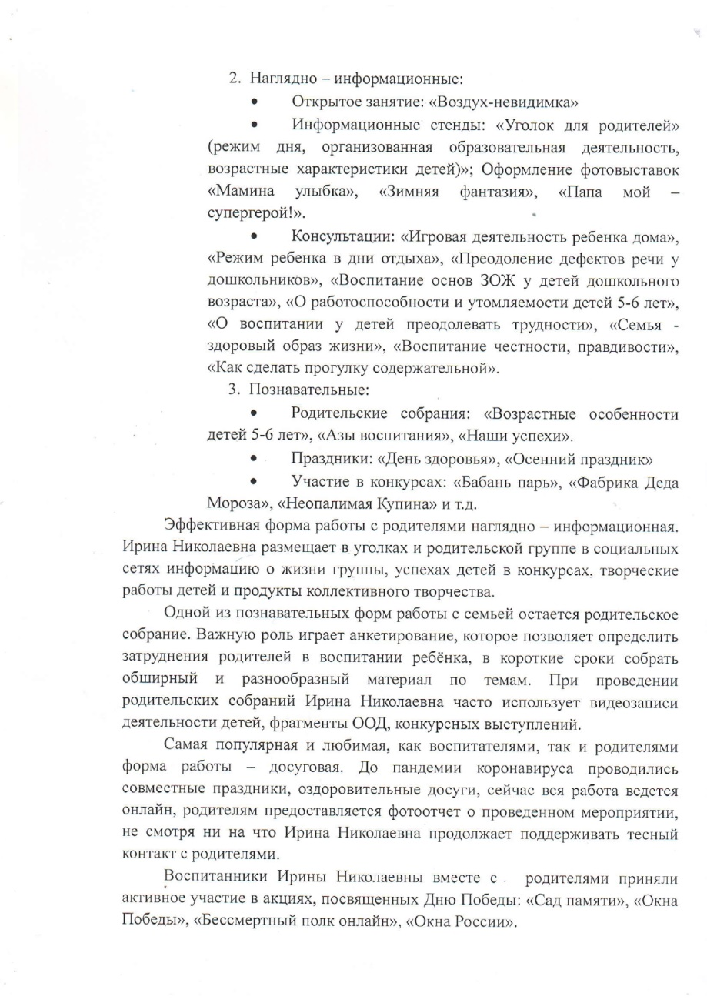 2. Наглядно – информационные:
• Открытое занятие: «Воздух-невидимка»
• Информационные стенды: «Уголок для родителей»
(режим дня, организованная образовательная деятельность,
возрастные характеристики детей)»; Оформление фотовыставок
«Мамина улыбка», «Зимняя фантазия», «Папа мой –
супергерой!».
• Консультации: «Игровая деятельность ребенка дома»,
«Режим ребенка в дни отдыха», «Преодоление дефектов речи у
дошкольников», «Воспитание основ ЗОЖ у детей дошкольного
возраста», «О работоспособности и утомляемости детей 5-6 лет»,
«О воспитании у детей преодолевать трудности», «Семья -
здоровый образ жизни», «Воспитание честности, правдивости»,
«Как сделать прогулку содержательной».
3. Познавательные:
• Родительские собрания: «Возрастные особенности
детей 5-6 лет», «Азы воспитания», «Наши успехи».
• Праздники: «День здоровья», «Осенний праздник»
• Участие в конкурсах: «Бабань парь», «Фабрика Деда
Мороза», «Неопалимая Купина» и т.д.
Эффективная форма работы с родителями наглядно – информационная.
Ирина Николаевна размещает в уголках и родительской группе в социальных
сетях информацию о жизни группы, успехах детей в конкурсах, творческие
работы детей и продукты коллективного творчества.
Одной из познавательных форм работы с семьей остается родительское
собрание. Важную роль играет анкетирование, которое позволяет определить
затруднения родителей в воспитании ребёнка, в короткие сроки собрать
обширный и разнообразный материал по темам. При проведении
родительских собраний Ирина Николаевна часто использует видеозаписи
деятельности детей, фрагменты ООД, конкурсных выступлений.
Самая популярная и любимая, как воспитателями, так и родителями
форма работы – досуговая. До пандемии коронавируса проводились
совместные праздники, оздоровительные досуги, сейчас вся работа ведется
онлайн, родителям предоставляется фотоотчет о проведенном мероприятии,
не смотря ни на что Ирина Николаевна продолжает поддерживать тесный
контакт с родителями.
Воспитанники Ирины Николаевны вместе с родителями приняли
активное участие в акциях, посвященных Дню Победы: «Сад памяти», «Окна
Победы», «Бессмертный полк онлайн», «Окна России».